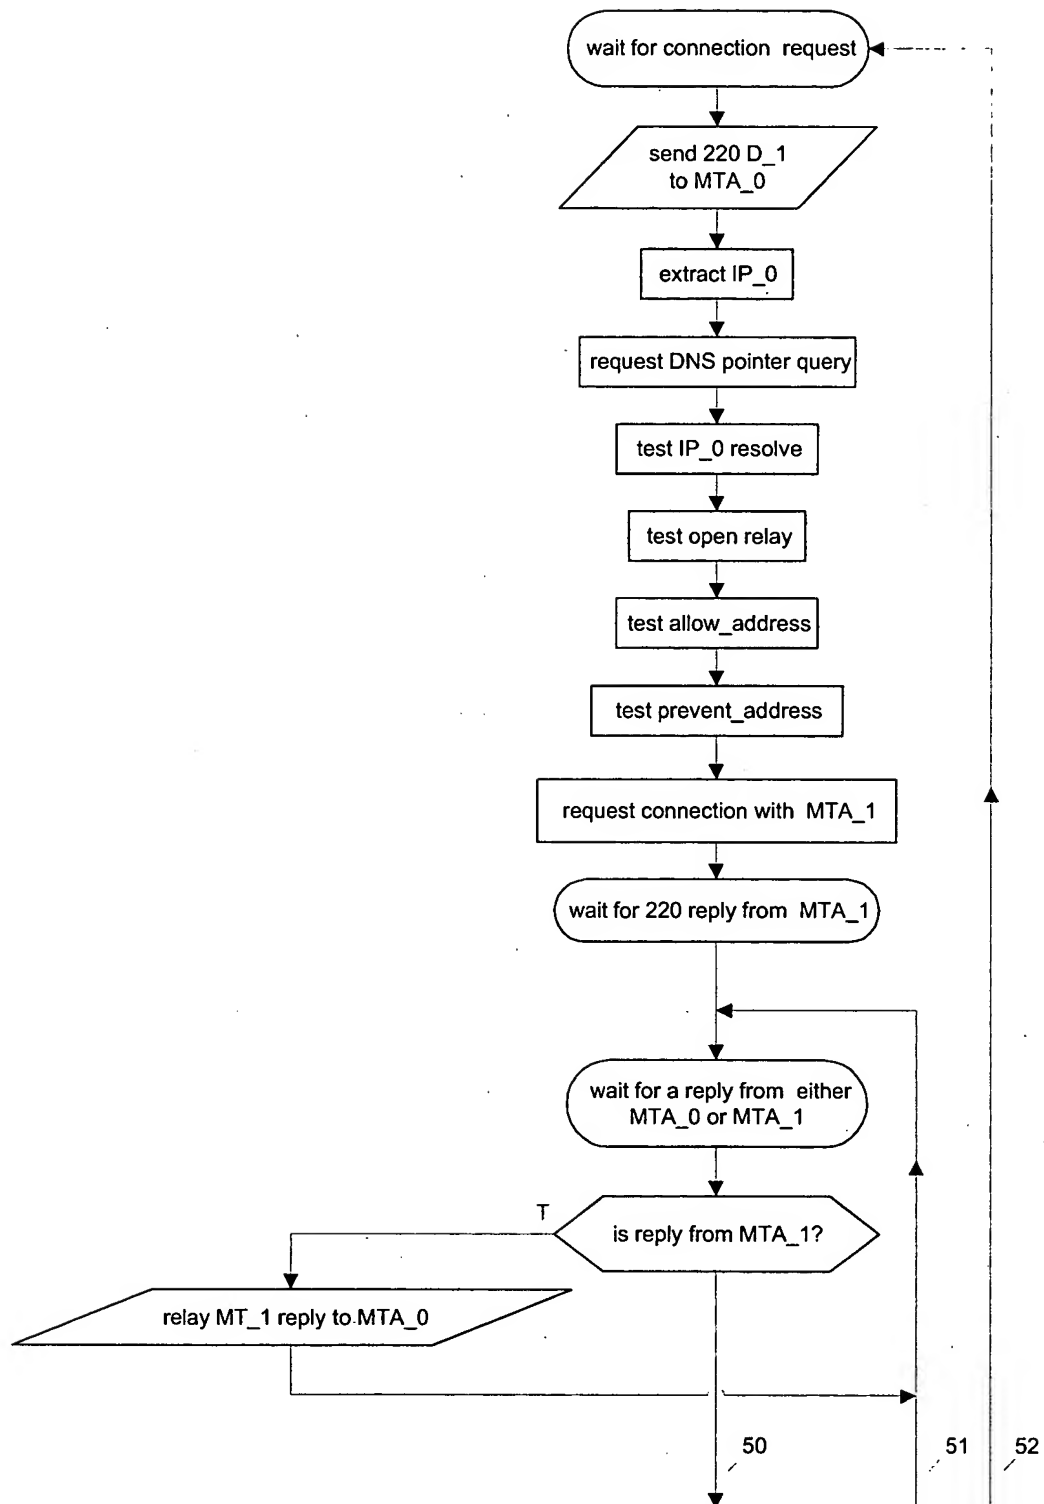 wait for connection request
send 220 D_1
to MTA_0
extract IP_0
request DNS pointer query
test IP_0 resolve
test open relay
test allow_address
test prevent_address
request connection with MTA_1
wait for 220 reply from MTA_1
wait for a reply from either
MTA_0 or MTA_1
T
is reply from MTA_1?
relay MT_1 reply to MTA_0
50
51
52